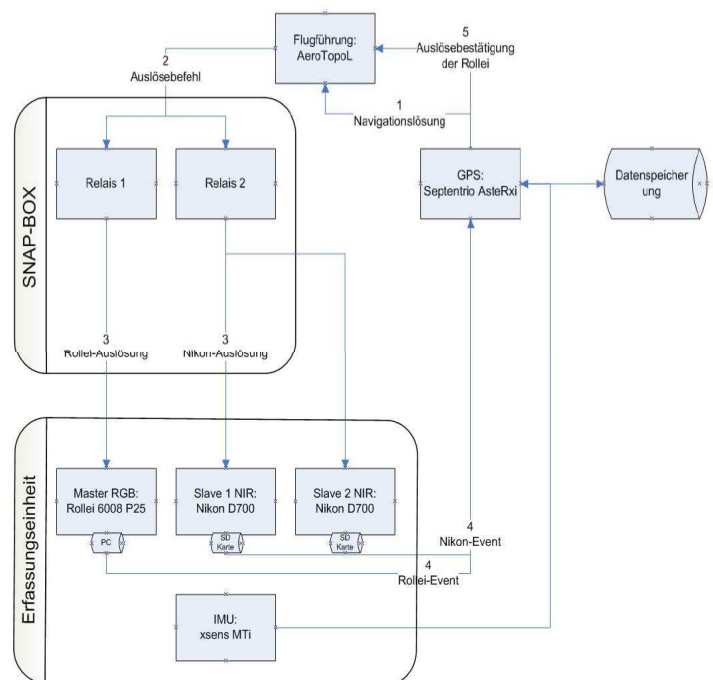 Flugführung:
AeroTopoL
5
Auslösebestätigung
der Rollei
2
Auslösebefehl
1
Navigationslösung
SNAP-BOX
Relais 1
Relais 2
GPS:
Septentrio AsteRxi
Datenspeicher
ung
3
Rollei-Auslösung
3
Nikon-Auslösung
Erfassungseinheit
Master RGB:
Rollei 6008 P25
Slave 1 NIR:
Nikon D700
Slave 2 NIR:
Nikon D700
PC
SD
Karte
SD
Karte
4
Nikon-Event
4
Rollei-Event
IMU:
xsens MTi